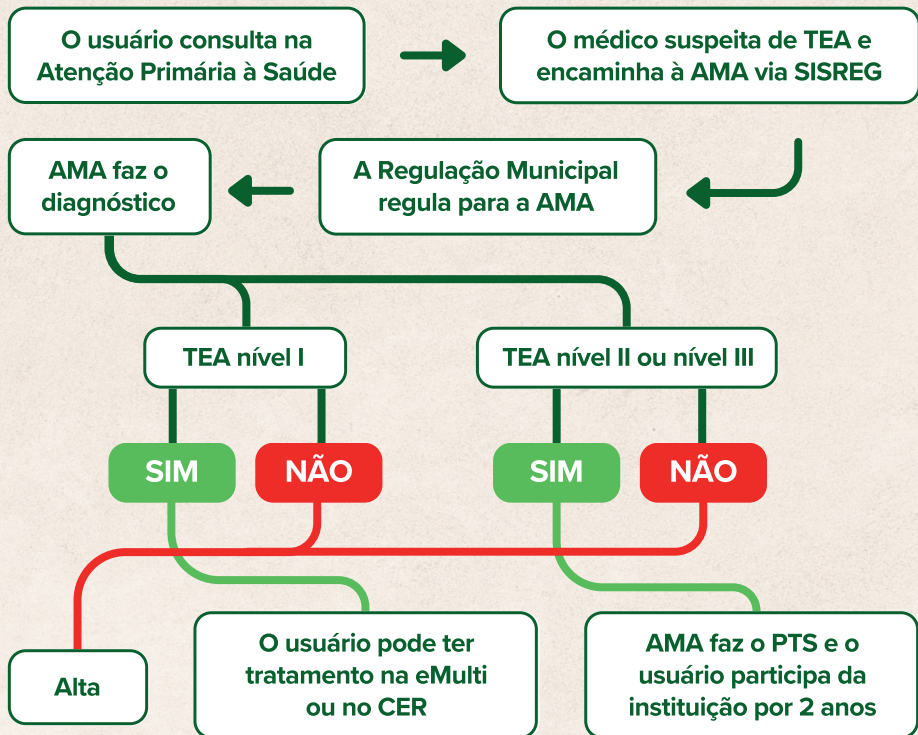 O usuário consulta na
Atenção Primária à Saúde
O médico suspeita de TEA e
encaminha à AMA via SISREG
A Regulação Municipal
regula para a AMA
AMA faz o
diagnóstico
TEA nível I
TEA nível II ou nível III
SIM
NÃO
SIM
NÃO
Alta
O usuário pode ter
tratamento na eMulti
ou no CER
AMA faz o PTS e o
usuário participa da
instituição por 2 anos